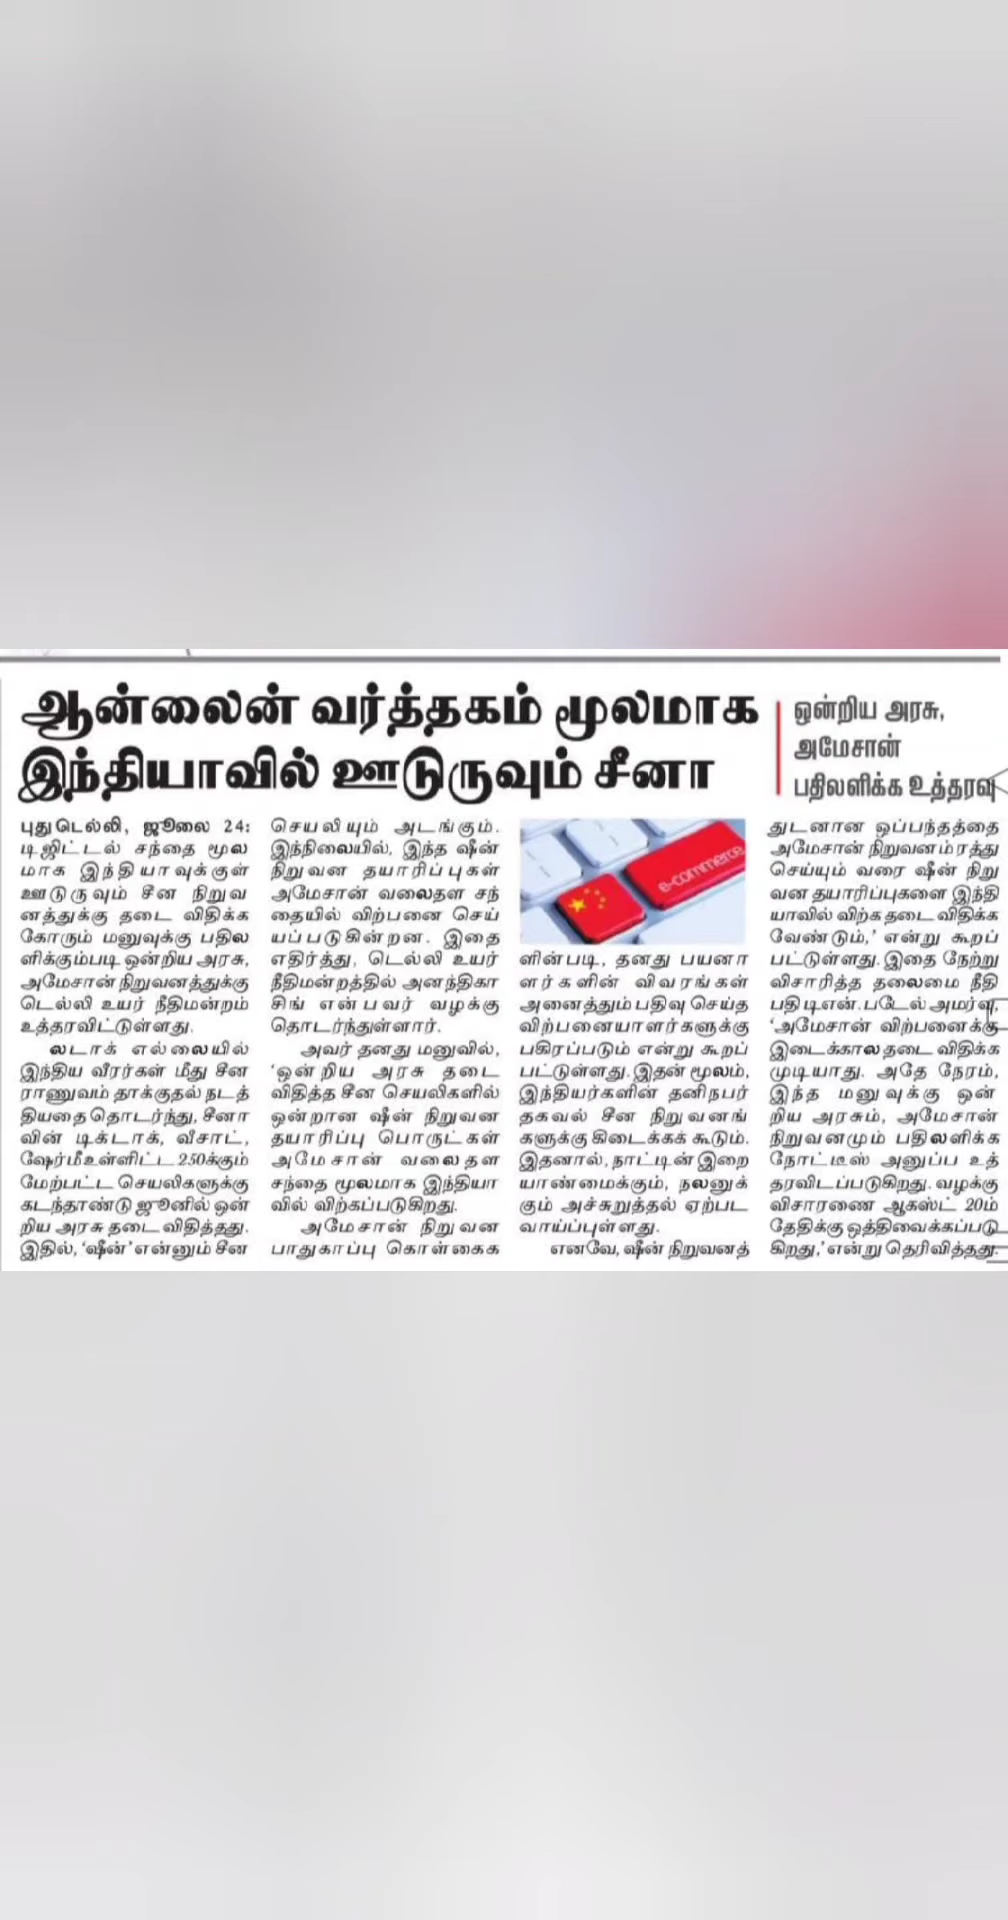 ஆன்லைன் வர்த்தகம் மூலமாக
இந்தியாவில் ஊடுருவும் சீனா
ஒன்றிய அரசு,
அமேசான்
பதிலளிக்க உத்தரவு
புதுடெல்லி, ஜூலை 24:
டிஜிட்டல் சந்தை மூல
மாக இந்தியாவுக்குள்
ஊடுருவும் சீன நிறுவ
னத்துக்கு தடை விதிக்க
கோரும் மனுவுக்கு பதில
ளிக்கும்படி ஒன்றிய அரசு,
அமேசான் நிறுவனத்துக்கு
டெல்லி உயர் நீதிமன்றம்
உத்தரவிட்டுள்ளது.
லடாக் எல்லையில்
இந்திய வீரர்கள் மீது சீன
ராணுவம் தாக்குதல் நடத்
தியதை தொடர்ந்து, சீனா
வின் டிக்டாக், வீசாட்,
ஷேர்மீ உள்ளிட்ட 250க்கும்
மேற்பட்ட செயலிகளுக்கு
கடந்தாண்டு ஜூனில் ஒன்
றிய அரசு தடை விதித்தது.
இதில், 'ஷீன்' என்னும் சீன
செயலியும் அடங்கும்.
இந்நிலையில், இந்த ஷீன்
நிறுவன தயாரிப்புகள்
அமேசான் வலைதள சந்
தையில் விற்பனை செய்
யப்படுகின்றன. இதை
எதிர்த்து, டெல்லி உயர்
நீதிமன்றத்தில் அனந்திகா
சிங் என்பவர் வழக்கு
தொடர்ந்துள்ளார்.
அவர் தனது மனுவில்,
'ஒன்றிய அரசு தடை
விதித்த சீன செயலிகளில்
ஒன்றான ஷீன் நிறுவன
தயாரிப்பு பொருட்கள்
அமேசான் வலைதள
சந்தை மூலமாக இந்தியா
வில் விற்கப்படுகிறது.
அமேசான் நிறுவன
பாதுகாப்பு கொள்கைக
e-commerce
ளின்படி, தனது பயனா
ளர்களின் விவரங்கள்
அனைத்தும் பதிவு செய்த
விற்பனையாளர்களுக்கு
பகிரப்படும் என்று கூறப்
பட்டுள்ளது. இதன் மூலம்,
இந்தியர்களின் தனிநபர்
தகவல் சீன நிறுவனங்
களுக்கு கிடைக்கக் கூடும்.
இதனால், நாட்டின் இறை
யாண்மைக்கும், நலனுக்
கும் அச்சுறுத்தல் ஏற்பட
வாய்ப்புள்ளது.
எனவே, ஷீன் நிறுவனத்
துடனான ஒப்பந்தத்தை
அமேசான் நிறுவனம் ரத்து
செய்யும் வரை ஷீன் நிறு
வன தயாரிப்புகளை இந்தி
யாவில் விற்க தடை விதிக்க
வேண்டும்,' என்று கூறப்
பட்டுள்ளது. இதை நேற்று
விசாரித்த தலைமை நீதி
பதி டிஎன். படேல் அமர்வு,
'அமேசான் விற்பனைக்கு
இடைக்கால தடை விதிக்க
முடியாது. அதே நேரம்,
இந்த மனுவுக்கு ஒன்
றிய அரசும், அமேசான்
நிறுவனமும் பதிலளிக்க
நோட்டீஸ் அனுப்ப உத்
தரவிடப்படுகிறது. வழக்கு
விசாரணை ஆகஸ்ட் 20ம்
தேதிக்கு ஒத்திவைக்கப்படு
கிறது,' என்று தெரிவித்தது.